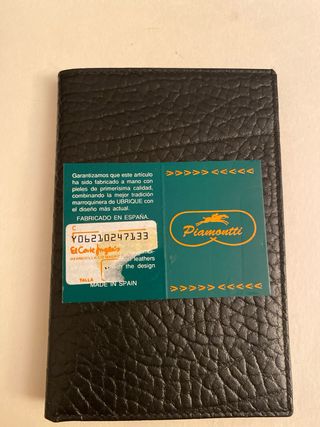 Garantizamos que este artículo
ha sido fabricado a mano con
pieles de primerísima calidad,
combinando la mejor tradición
marroquinera de UBRIQUE con
el diseño más actual.
FABRICADO EN ESPAÑA.
C
Y06210247133
El Corte Inglés
leathers
the design
TALLA
MADE IN SPAIN
Piamontti